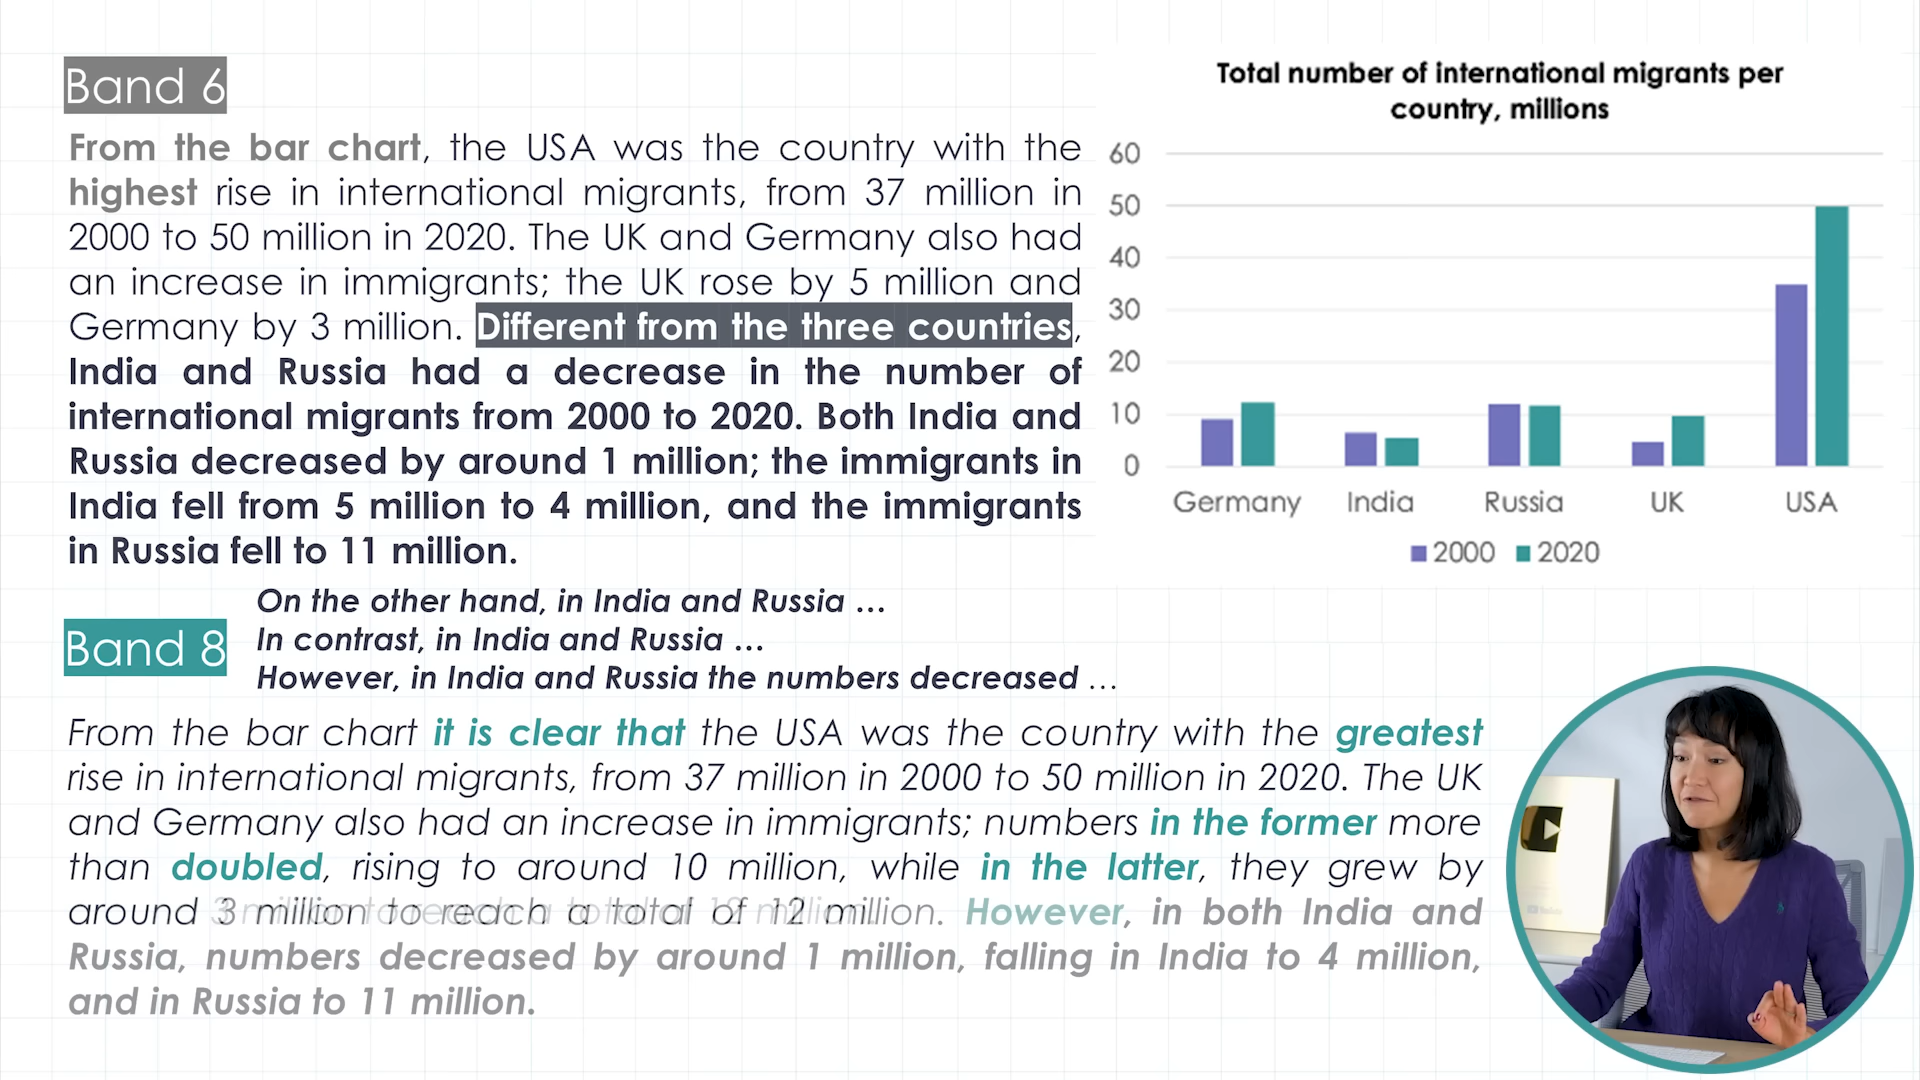 Band 6
From the bar chart, the USA was the country with the
highest rise in international migrants, from 37 million in
2000 to 50 million in 2020. The UK and Germany also had
an increase in immigrants; the UK rose by 5 million and
Germany by 3 million. Different from the three countries,
India and Russia had a decrease in the number of
international migrants from 2000 to 2020. Both India and
Russia decreased by around 1 million; the immigrants in
India fell from 5 million to 4 million, and the immigrants
in Russia fell to 11 million.
Total number of international migrants per
country, millions
60
50
40
30
20
10
0
Germany India Russia UK USA
2000 2020
On the other hand, in India and Russia ...
In contrast, in India and Russia ...
However, in India and Russia the numbers decreased ...
Band 8
From the bar chart it is clear that the USA was the country with the greatest
rise in international migrants, from 37 million in 2000 to 50 million in 2020. The UK
and Germany also had an increase in immigrants; numbers in the former more
than doubled, rising to around 10 million, while in the latter, they grew by
around 3 million to reach a total of 12 million. However, in both India and
Russia, numbers decreased by around 1 million, falling in India to 4 million,
and in Russia to 11 million.